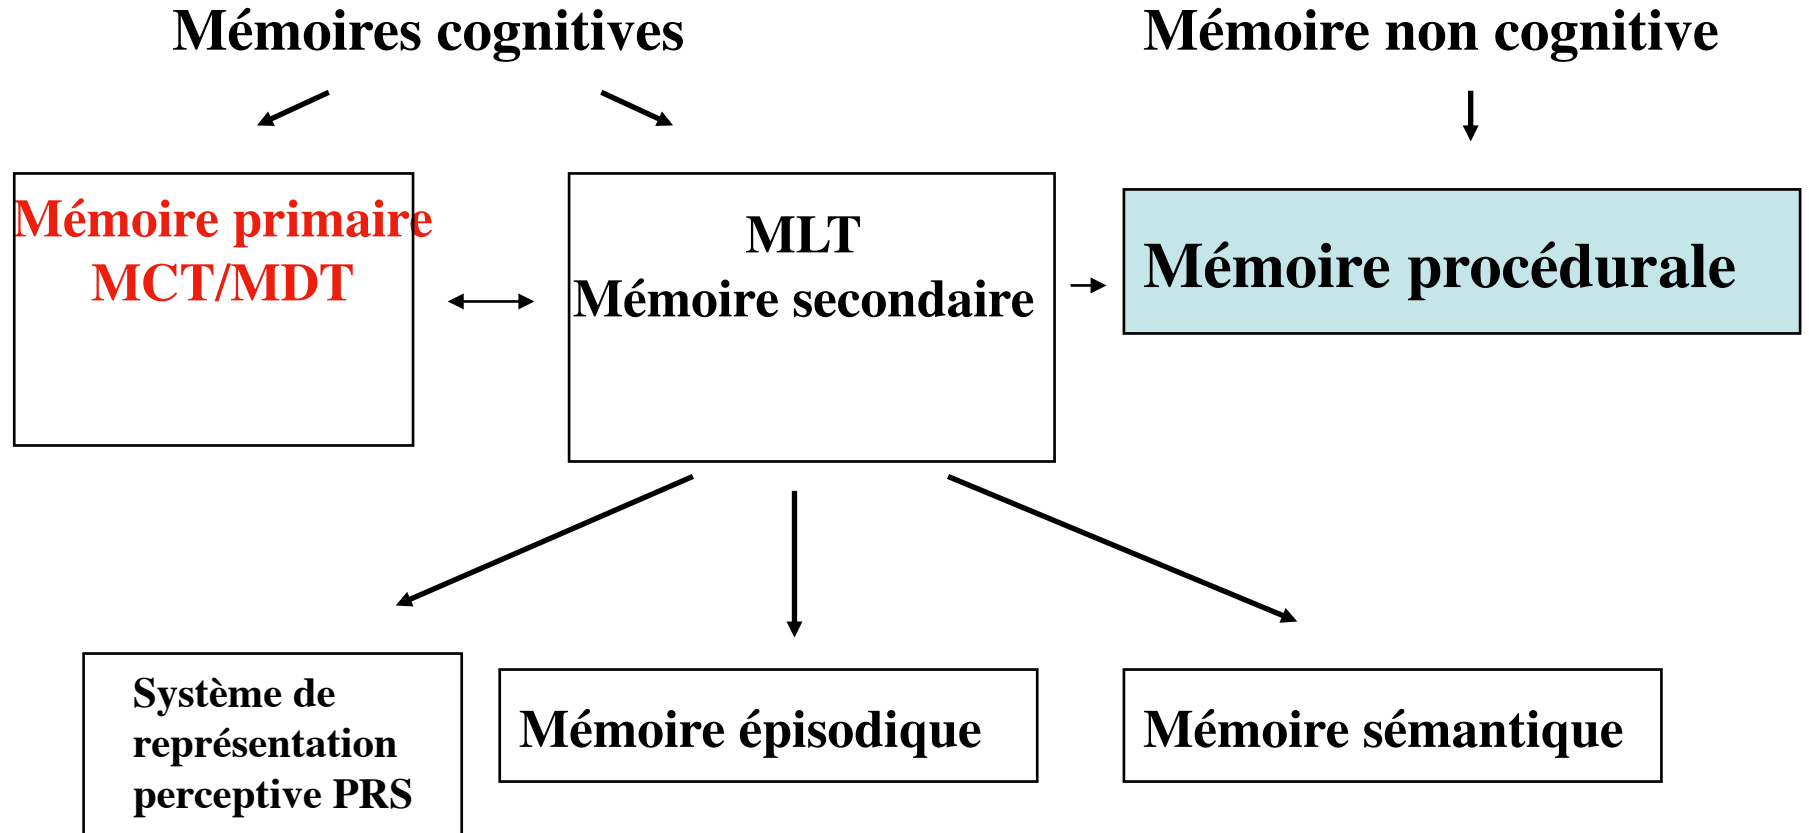 Mémoires cognitives
Mémoire non cognitive
Mémoire primaire
MCT/MDT
MLT
Mémoire secondaire
Mémoire procédurale
Système de
représentation
perceptive PRS
Mémoire épisodique
Mémoire sémantique